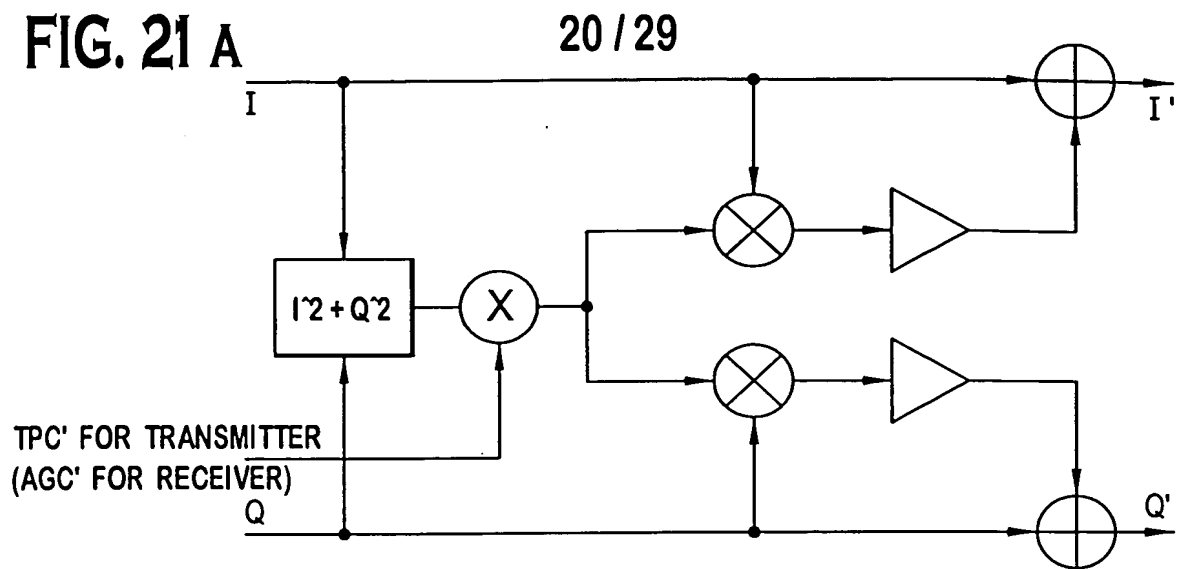 FIG. 21 A
20 / 29
I
I'
I^2 + Q^2
X
TPC' FOR TRANSMITTER
(AGC' FOR RECEIVER)
Q
Q'